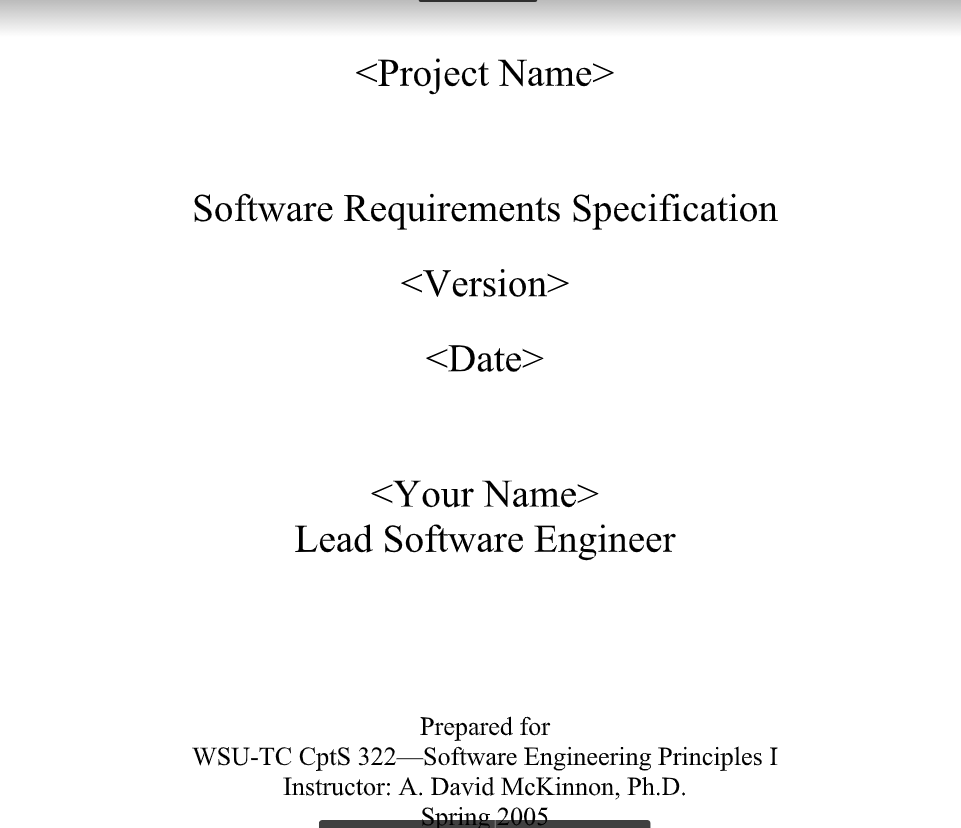 <Project Name>
Software Requirements Specification
<Version>
<Date>
<Your Name>
Lead Software Engineer
Prepared for
WSU-TC CptS 322—Software Engineering Principles I
Instructor: A. David McKinnon, Ph.D.
Spring 2005